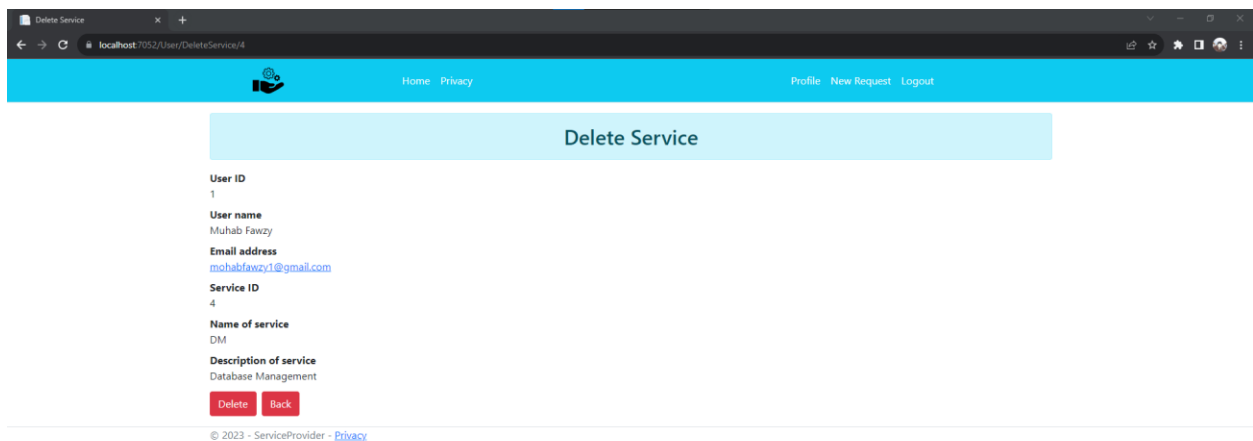 Delete Service
localhost:7052/User/DeleteService/4
Home Privacy Profile New Request Logout
Delete Service
User ID
1
User name
Muhab Fawzy
Email address
mohabfawzy1@gmail.com
Service ID
4
Name of service
DM
Description of service
Database Management
Delete Back
© 2023 - ServiceProvider - Privacy